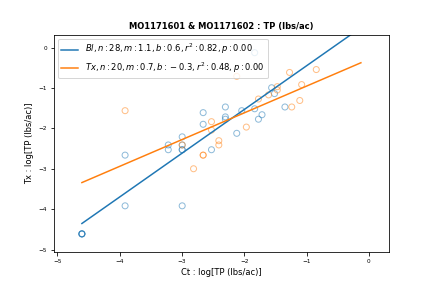 MO1171601 & MO1171602 : TP (lbs/ac)
Bl, n : 28, m : 1.1, b : 0.6, r² : 0.82, p : 0.00
Tx, n : 20, m : 0.7, b : −0.3, r² : 0.48, p : 0.00
Tx : log[TP (lbs/ac)]
0
−1
−2
−3
−4
−5
−5 −4 −3 −2 −1 0
Ct : log[TP (lbs/ac)]